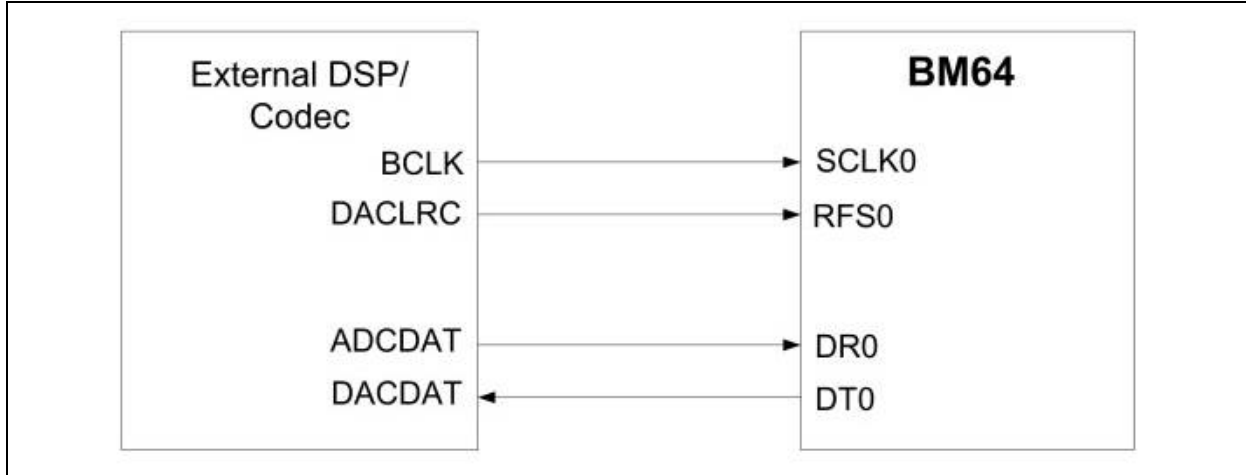 External DSP/
Codec
BCLK
DACLRC
ADCDAT
DACDAT
BM64
SCLK0
RFS0
DR0
DT0